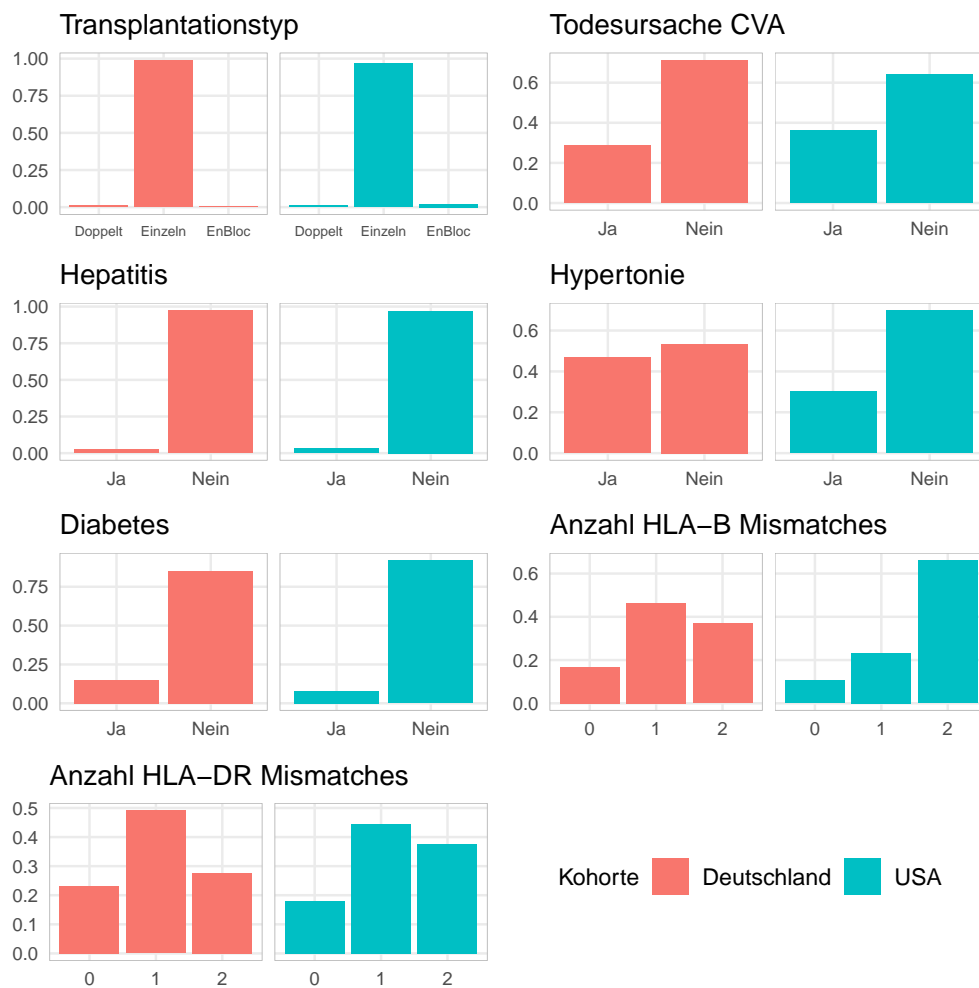 Transplantationstyp
1.00
0.75
0.50
0.25
0.00
Doppelt Einzeln EnBloc Doppelt Einzeln EnBloc
Todesursache CVA
0.6
0.4
0.2
0.0
Ja Nein Ja Nein
Hepatitis
1.00
0.75
0.50
0.25
0.00
Ja Nein Ja Nein
Hypertonie
0.6
0.4
0.2
0.0
Ja Nein Ja Nein
Diabetes
0.75
0.50
0.25
0.00
Ja Nein Ja Nein
Anzahl HLA−B Mismatches
0.6
0.4
0.2
0.0
0 1 2 0 1 2
Anzahl HLA−DR Mismatches
0.5
0.4
0.3
0.2
0.1
0.0
0 1 2 0 1 2
Kohorte Deutschland USA